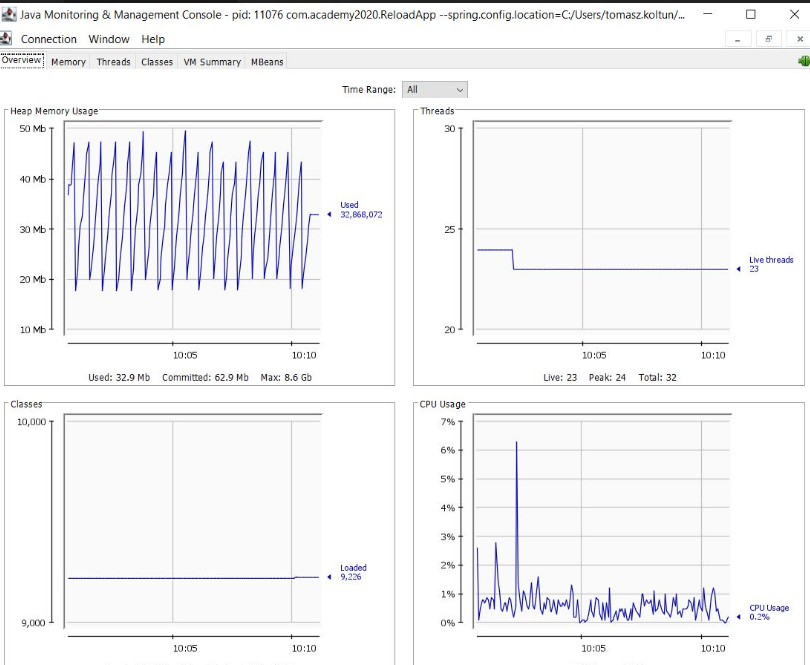 Java Monitoring & Management Console - pid: 11076 com.academy2020.ReloadApp --spring.config.location=C:/Users/tomasz.koltun/...
Connection Window Help
Overview Memory Threads Classes VM Summary MBeans
Time Range: All
Heap Memory Usage
50 Mb
40 Mb
30 Mb
20 Mb
10 Mb
Used
32,868,072
10:05 10:10
Used: 32.9 Mb Committed: 62.9 Mb Max: 8.6 Gb
Threads
30
25
20
Live threads
23
10:05 10:10
Live: 23 Peak: 24 Total: 32
Classes
10,000
9,000
Loaded
9,226
10:05 10:10
CPU Usage
7%
6%
5%
4%
3%
2%
1%
0%
CPU Usage
0.2%
10:05 10:10